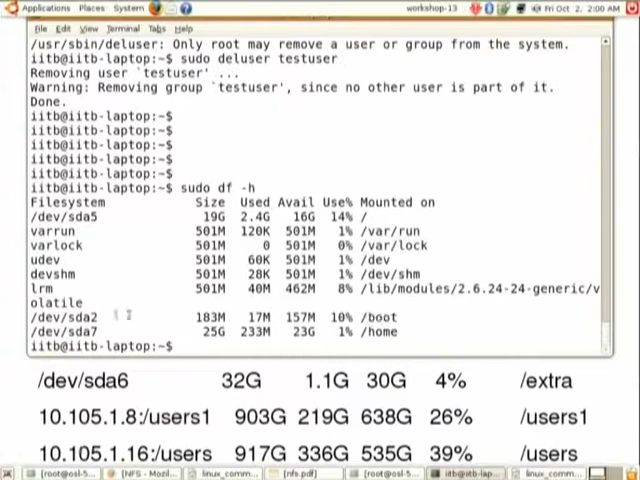 Applications Places System workshop-13 Fri Oct 2, 2:00 AM
File Edit View Terminal Tabs Help
/usr/sbin/deluser: Only root may remove a user or group from the system.
iitb@iitb-laptop:~$ sudo deluser testuser
Removing user `testuser' ...
Warning: Removing group `testuser', since no other user is part of it.
Done.
iitb@iitb-laptop:~$
iitb@iitb-laptop:~$
iitb@iitb-laptop:~$
iitb@iitb-laptop:~$
iitb@iitb-laptop:~$ sudo df -h
Filesystem Size Used Avail Use% Mounted on
/dev/sda5 19G 2.4G 16G 14% /
varrun 501M 120K 501M 1% /var/run
varlock 501M 0 501M 0% /var/lock
udev 501M 60K 501M 1% /dev
devshm 501M 28K 501M 1% /dev/shm
lrm 501M 40M 462M 8% /lib/modules/2.6.24-24-generic/v
olatile
/dev/sda2 183M 17M 157M 10% /boot
/dev/sda7 25G 233M 23G 1% /home
iitb@iitb-laptop:~$
/dev/sda6 32G 1.1G 30G 4% /extra
10.105.1.8:/users1 903G 219G 638G 26% /users1
10.105.1.16:/users 917G 336G 535G 39% /users
[root@osl-5... [NFS - Mozil... linux_comm... [nfs.pdf] [root@osl-5... iitb@iitb-lap... linux_comm...